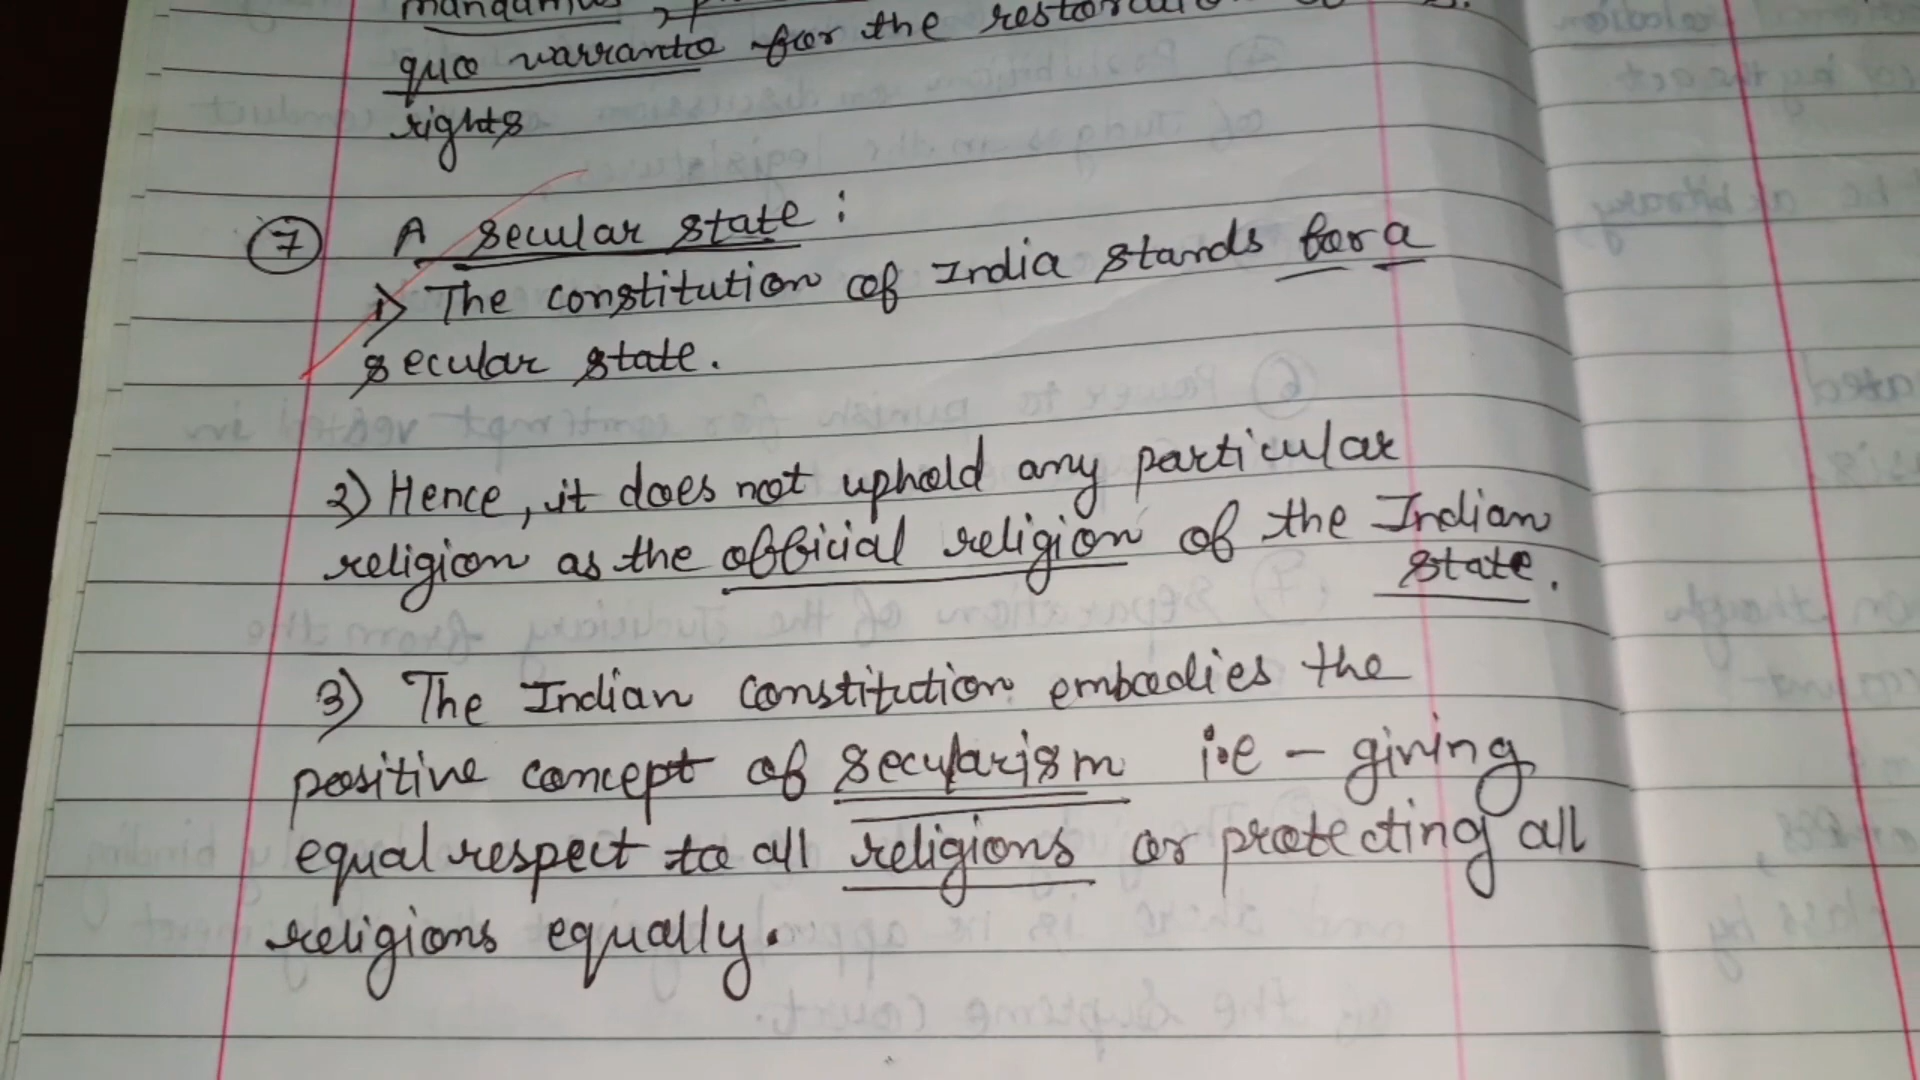 quo warranto for the
rights
7 A secular state :
1) The constitution of India stands for a
secular state.
2) Hence, it does not uphold any particular
religion as the official religion of the Indian
state.
3) The Indian constitution embodies the
positive concept of secularism i.e - giving
equal respect to all religions or protecting all
religions equally.